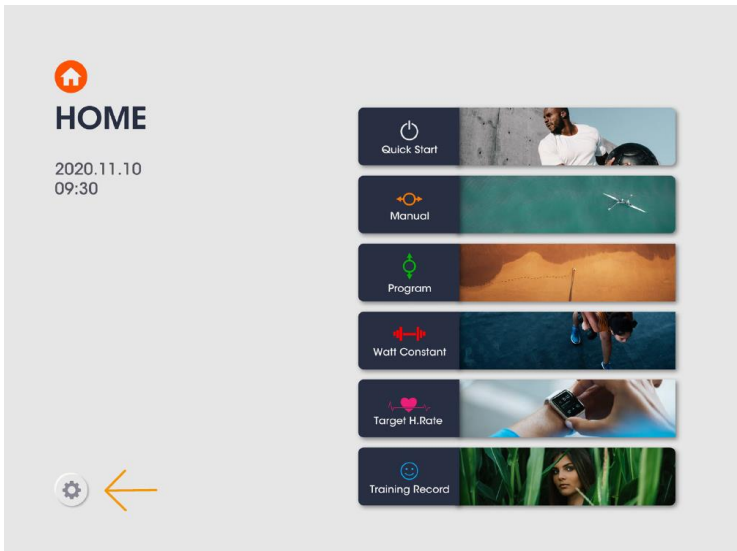 HOME
2020.11.10
09:30
Quick Start
Manual
Program
Watt Constant
Target H.Rate
Training Record